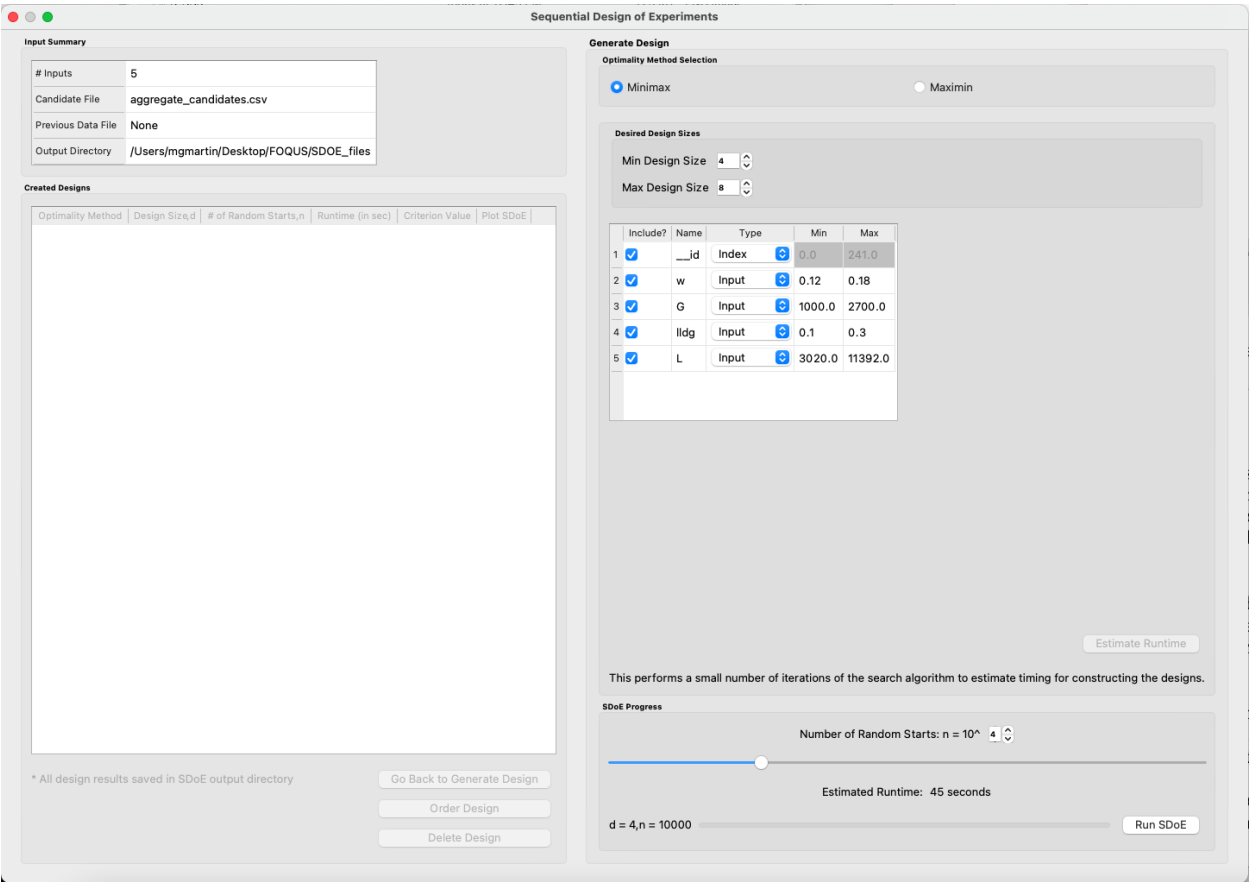 Sequential Design of Experiments
Input Summary
# Inputs 5
Candidate File aggregate_candidates.csv
Previous Data File None
Output Directory /Users/mgmartin/Desktop/FOQUS/SDOE_files
Created Designs
Optimality Method Design Size,d # of Random Starts,n Runtime (in sec) Criterion Value Plot SDoE
* All design results saved in SDoE output directory
Go Back to Generate Design
Order Design
Delete Design
Generate Design
Optimality Method Selection
Minimax Maximin
Desired Design Sizes
Min Design Size 4
Max Design Size 8
Include? Name Type Min Max
1 __id Index 0.0 241.0
2 w Input 0.12 0.18
3 G Input 1000.0 2700.0
4 lldg Input 0.1 0.3
5 L Input 3020.0 11392.0
Estimate Runtime
This performs a small number of iterations of the search algorithm to estimate timing for constructing the designs.
SDoE Progress
Number of Random Starts: n = 10^ 4
Estimated Runtime: 45 seconds
d = 4,n = 10000 Run SDoE